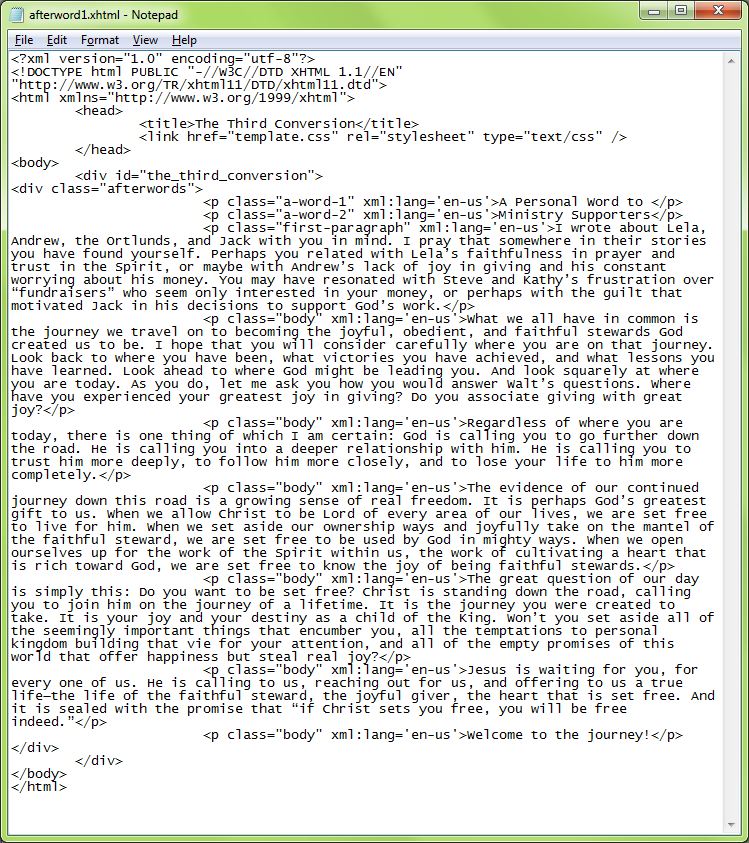 afterword1.xhtml - Notepad
File Edit Format View Help
<?xml version="1.0" encoding="utf-8"?>
<!DOCTYPE html PUBLIC "-//W3C//DTD XHTML 1.1//EN"
"http://www.w3.org/TR/xhtml11/DTD/xhtml11.dtd">
<html xmlns="http://www.w3.org/1999/xhtml">
<head>
<title>The Third Conversion</title>
<link href="template.css" rel="stylesheet" type="text/css" />
</head>
<body>
<div id="the_third_conversion">
<div class="afterwords">
<p class="a-word-1" xml:lang='en-us'>A Personal Word to </p>
<p class="a-word-2" xml:lang='en-us'>Ministry Supporters</p>
<p class="first-paragraph" xml:lang='en-us'>I wrote about Lela,
Andrew, the Ortlunds, and Jack with you in mind. I pray that somewhere in their stories
you have found yourself. Perhaps you related with Lela’s faithfulness in prayer and
trust in the Spirit, or maybe with Andrew’s lack of joy in giving and his constant
worrying about his money. You may have resonated with Steve and Kathy’s frustration over
“fundraisers” who seem only interested in your money, or perhaps with the guilt that
motivated Jack in his decisions to support God’s work.</p>
<p class="body" xml:lang='en-us'>What we all have in common is
the journey we travel on to becoming the joyful, obedient, and faithful stewards God
created us to be. I hope that you will consider carefully where you are on that journey.
Look back to where you have been, what victories you have achieved, and what lessons you
have learned. Look ahead to where God might be leading you. And look squarely at where
you are today. As you do, let me ask you how you would answer Walt’s questions. Where
have you experienced your greatest joy in giving? Do you associate giving with great
joy?</p>
<p class="body" xml:lang='en-us'>Regardless of where you are
today, there is one thing of which I am certain: God is calling you to go further down
the road. He is calling you into a deeper relationship with him. He is calling you to
trust him more deeply, to follow him more closely, and to lose your life to him more
completely.</p>
<p class="body" xml:lang='en-us'>The evidence of our continued
journey down this road is a growing sense of real freedom. It is perhaps God’s greatest
gift to us. When we allow Christ to be Lord of every area of our lives, we are set free
to live for him. When we set aside our ownership ways and joyfully take on the mantel of
the faithful steward, we are set free to be used by God in mighty ways. When we open
ourselves up for the work of the Spirit within us, the work of cultivating a heart that
is rich toward God, we are set free to know the joy of being faithful stewards.</p>
<p class="body" xml:lang='en-us'>The great question of our day
is simply this: Do you want to be set free? Christ is standing down the road, calling
you to join him on the journey of a lifetime. It is the journey you were created to
take. It is your joy and your destiny as a child of the King. Won’t you set aside all of
the seemingly important things that encumber you, all the temptations to personal
kingdom building that vie for your attention, and all of the empty promises of this
world that offer happiness but steal real joy?</p>
<p class="body" xml:lang='en-us'>Jesus is waiting for you, for
every one of us. He is calling to us, reaching out for us, and offering to us a true
life—the life of the faithful steward, the joyful giver, the heart that is set free. And
it is sealed with the promise that “if Christ sets you free, you will be free
indeed.”</p>
<p class="body" xml:lang='en-us'>Welcome to the journey!</p>
</div>
</div>
</body>
</html>